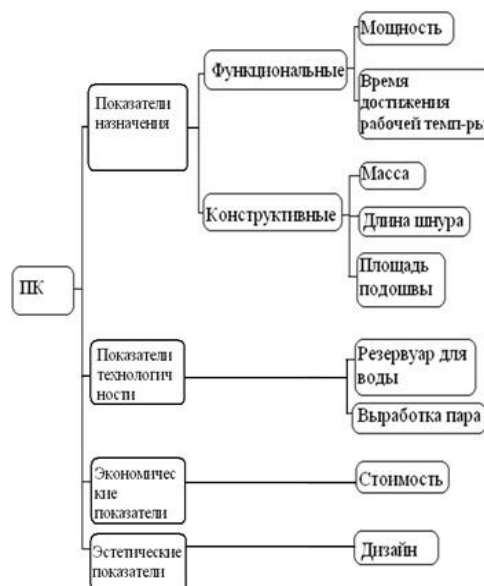 Мощность
Функциональные
Показатели
назначения
Время
достижения
рабочей темп-ры
Масса
Конструктивные
Длина шнура
Площадь
подошвы
ПК
Показатели
технологич
ности
Резервуар для
воды
Выработка пара
Экономичес
кие
показатели
Стоимость
Эстетические
показатели
Дизайн